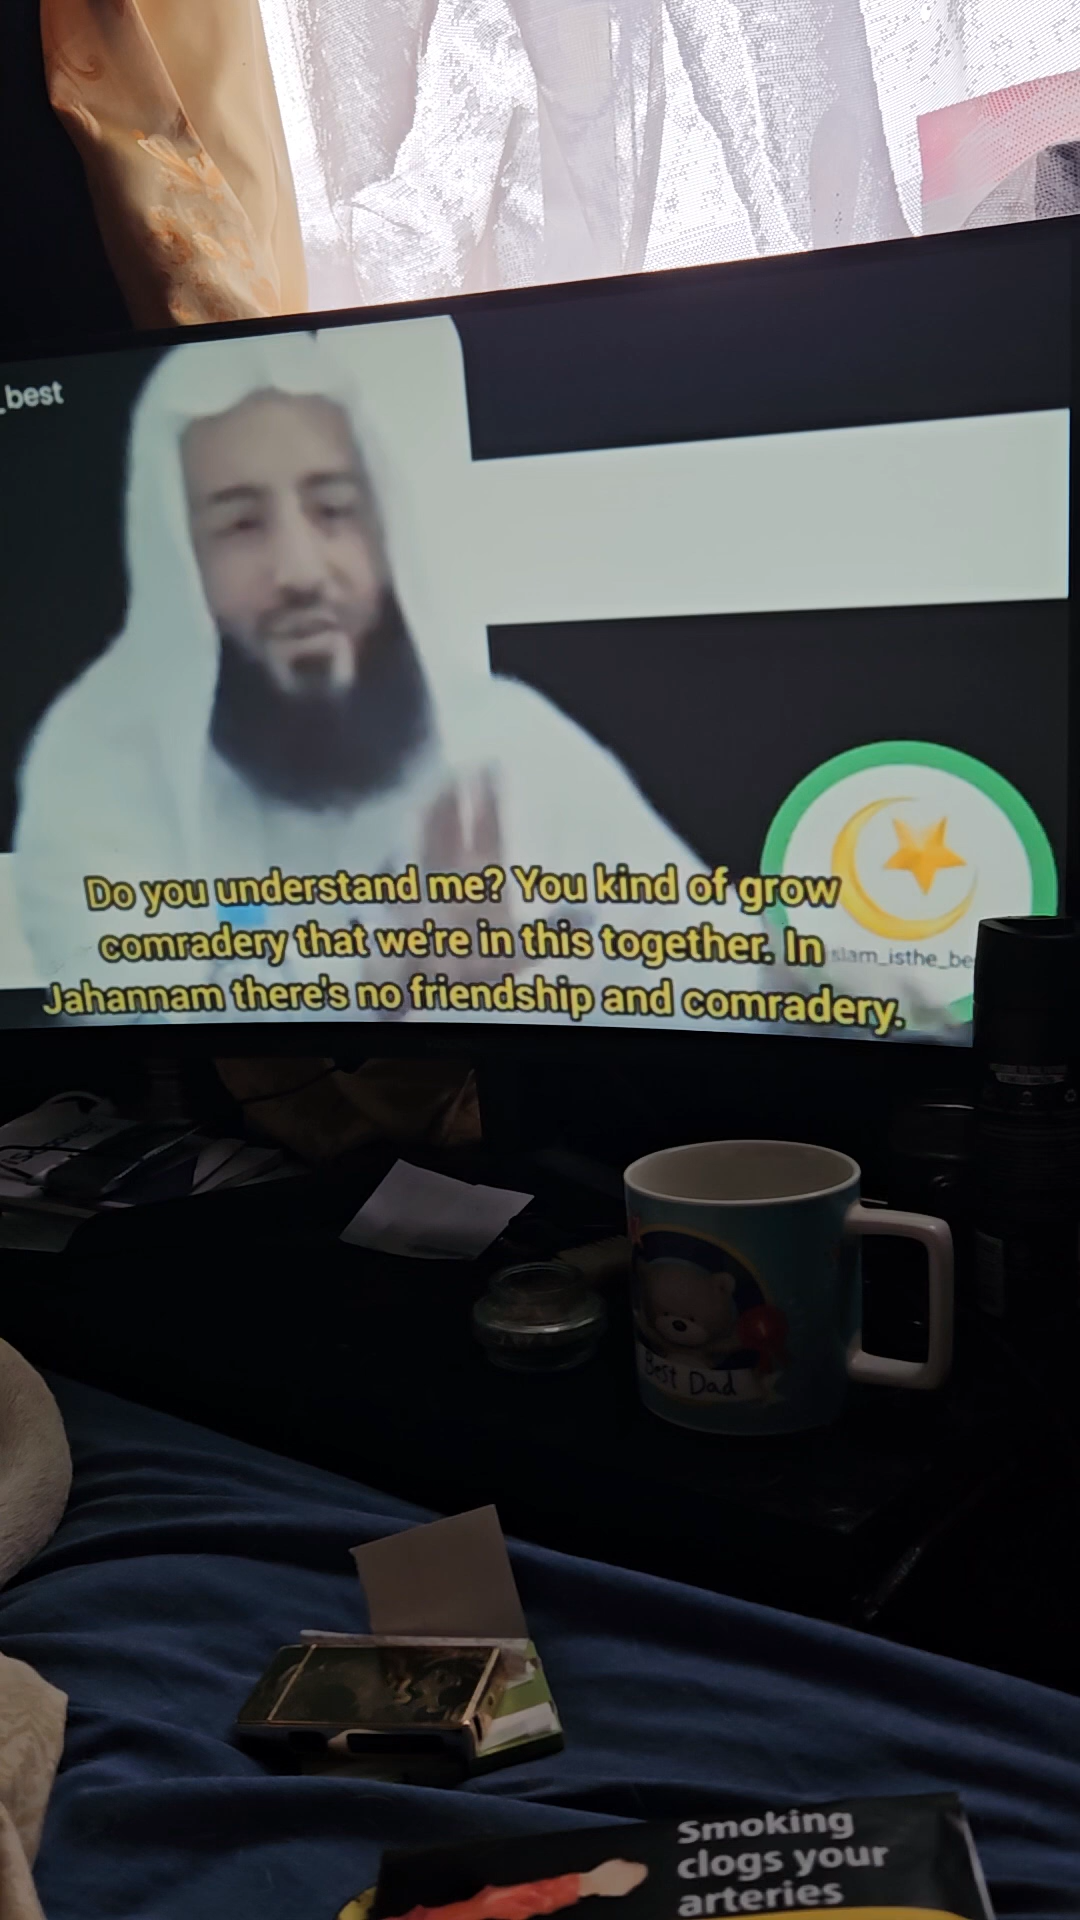 _best
Do you understand me? You kind of grow
comradery that we're in this together. In
slam_isthe_be
Jahannam there's no friendship and comradery.
Best Dad
Smoking
clogs your
arteries